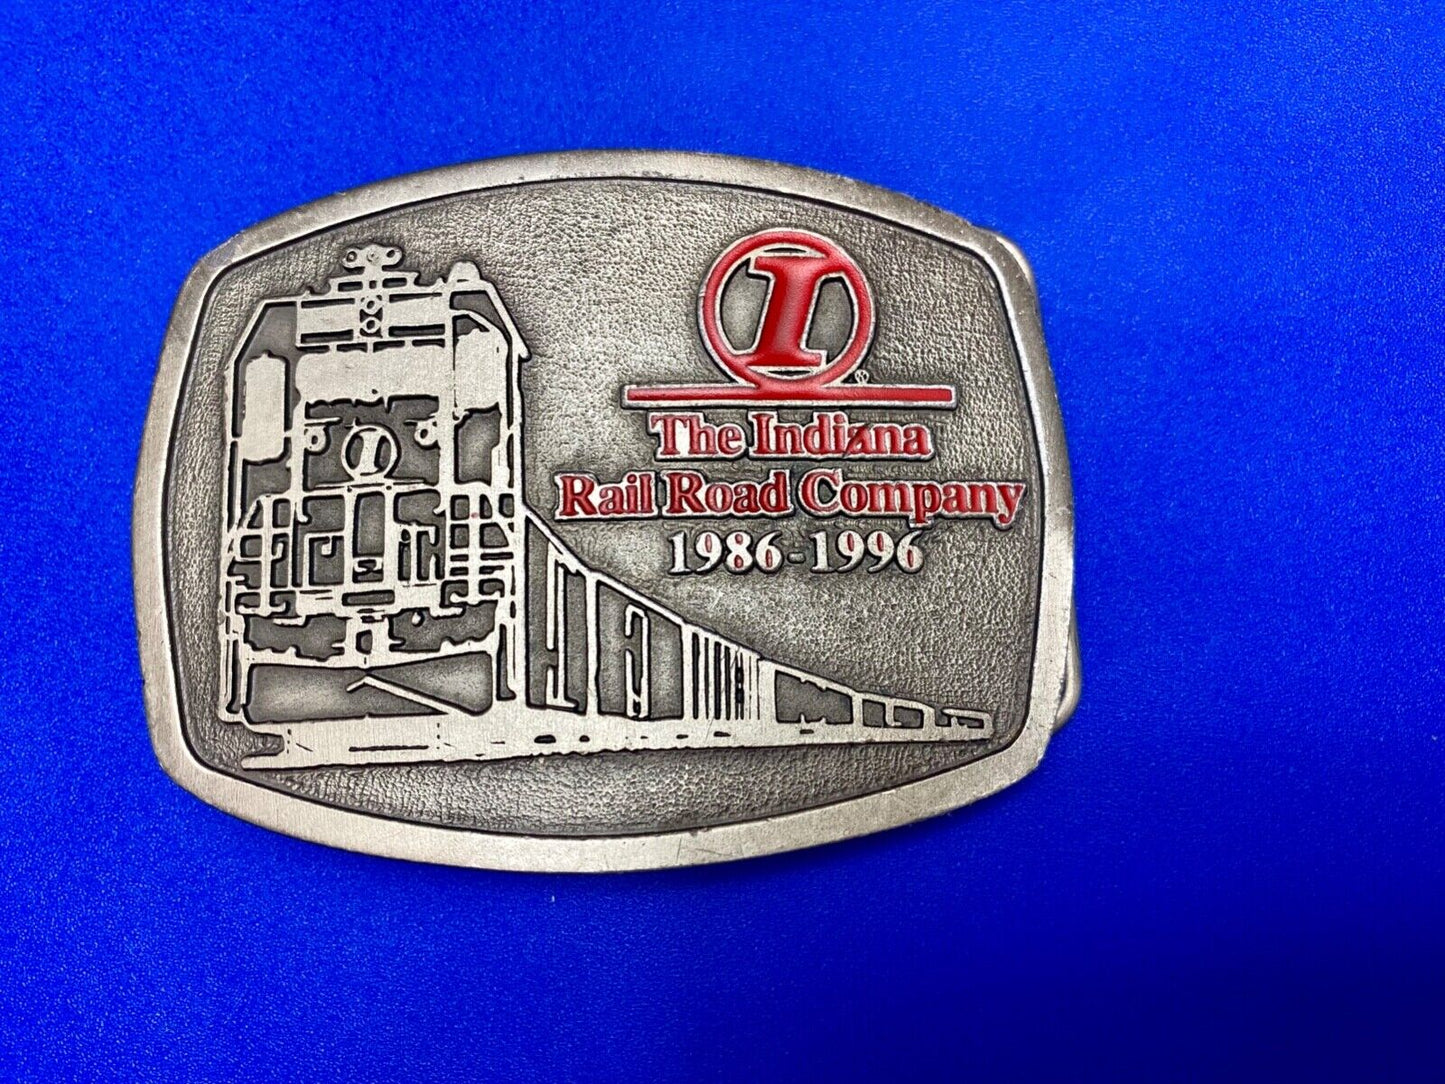 I
®
The Indiana
Rail Road Company
1986-1996
I